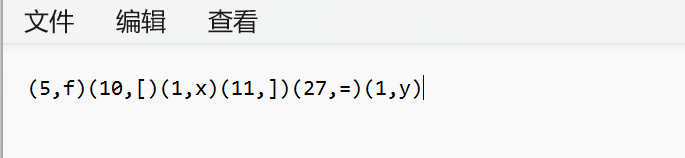 文件 编辑 查看
(5,f)(10,[)(1,x)(11,])(27,=)(1,y)